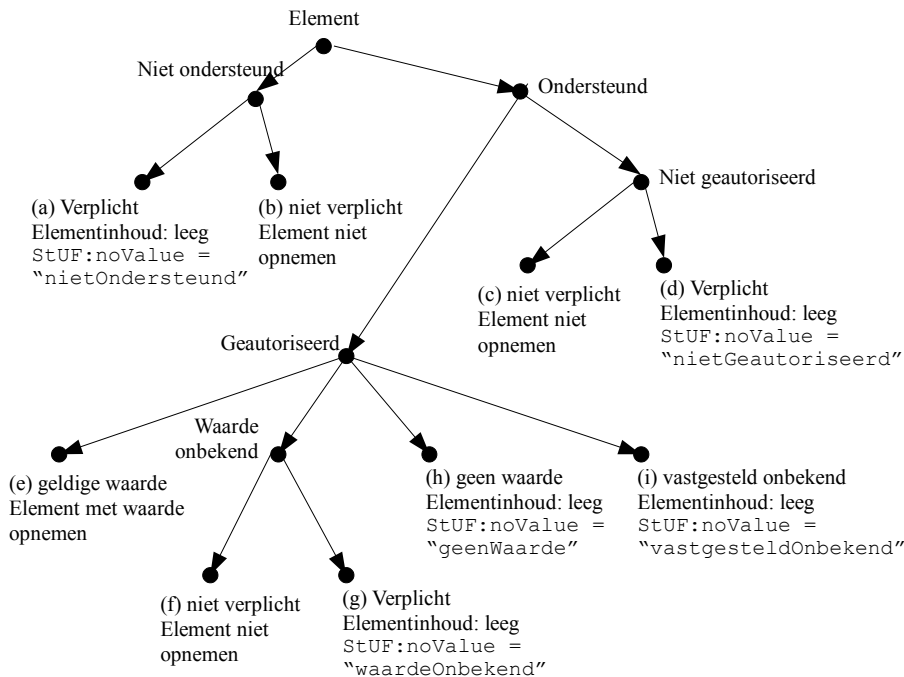 Element
Niet ondersteund
Ondersteund
Niet geautoriseerd
(a) Verplicht
Elementinhoud: leeg
StUF:noValue =
“nietOndersteund”
(b) niet verplicht
Element niet
opnemen
(c) niet verplicht
Element niet
opnemen
(d) Verplicht
Elementinhoud: leeg
StUF:noValue =
“nietGeautoriseerd”
Geautoriseerd
Waarde
onbekend
(e) geldige waarde
Element met waarde
opnemen
(h) geen waarde
Elementinhoud: leeg
StUF:noValue =
“geenWaarde”
(i) vastgesteld onbekend
Elementinhoud: leeg
StUF:noValue =
“vastgesteldOnbekend”
(f) niet verplicht
Element niet
opnemen
(g) Verplicht
Elementinhoud: leeg
StUF:noValue =
“waardeOnbekend”